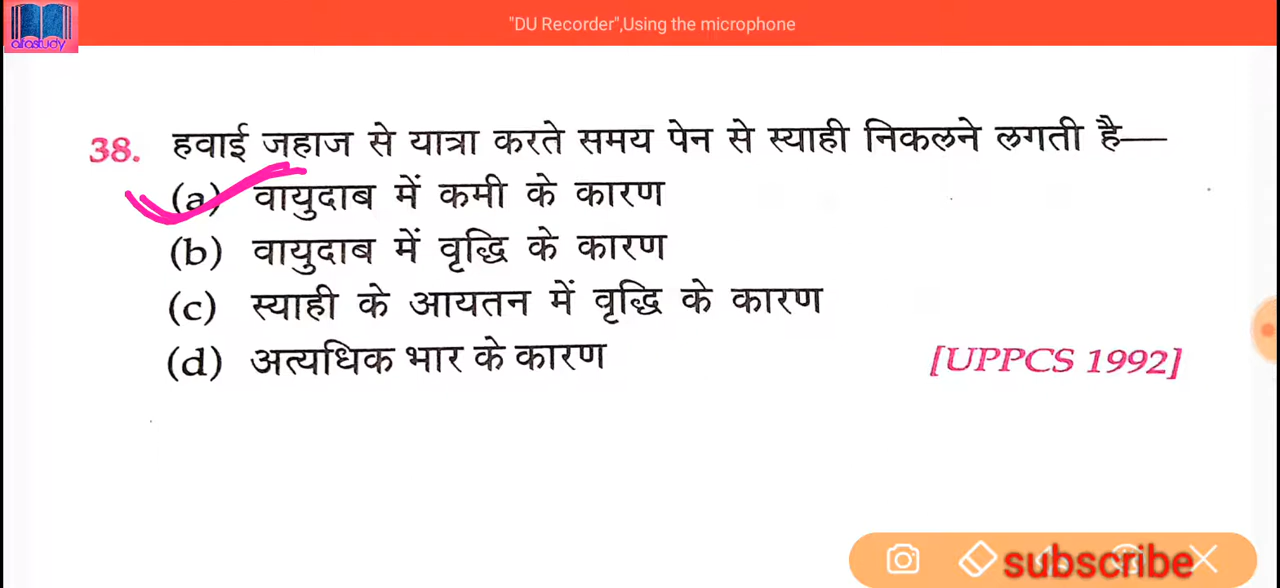 "DU Recorder",Using the microphone
alfastudy
38. हवाई जहाज से यात्रा करते समय पेन से स्याही निकलने लगती है—
(a) वायुदाब में कमी के कारण
(b) वायुदाब में वृद्धि के कारण
(c) स्याही के आयतन में वृद्धि के कारण
(d) अत्यधिक भार के कारण [UPPCS 1992]
subscribe